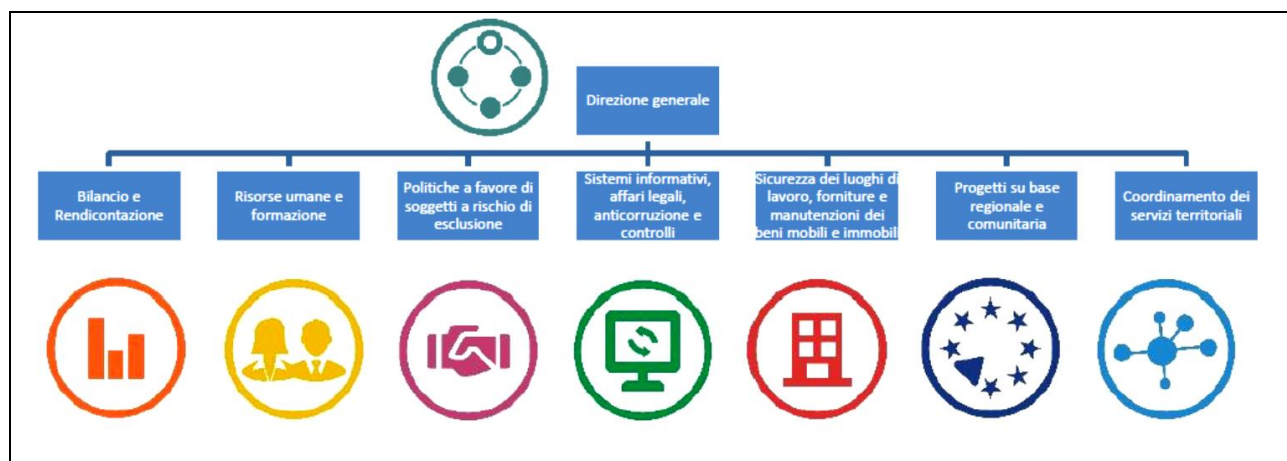 Direzione generale
Bilancio e
Rendicontazione
Risorse umane e
formazione
Politiche a favore di
soggetti a rischio di
esclusione
Sistemi informativi,
affari legali,
anticorruzione e
controlli
Sicurezza dei luoghi di
lavoro, forniture e
manutenzioni dei
beni mobili e immobili
Progetti su base
regionale e
comunitaria
Coordinamento dei
servizi territoriali